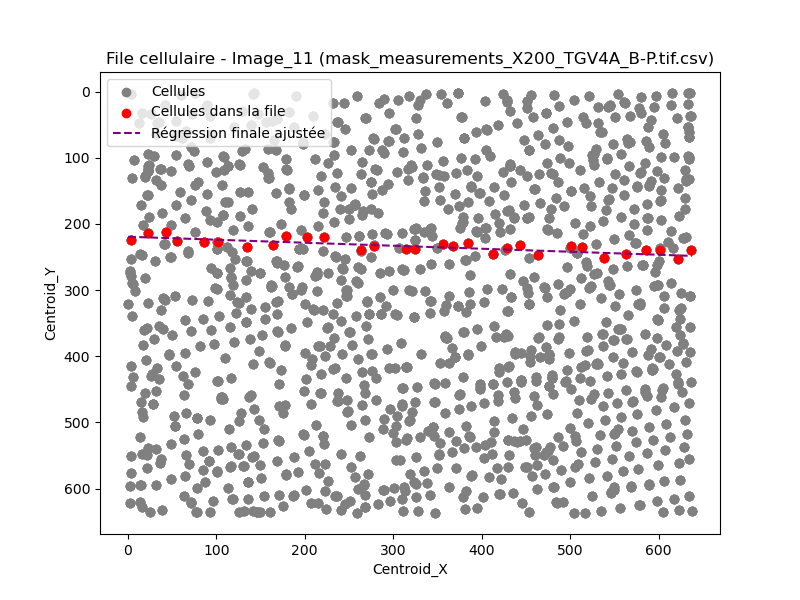 File cellulaire - Image_11 (mask_measurements_X200_TGV4A_B-P.tif.csv)
Cellules
Cellules dans la file
Régression finale ajustée
0
100
200
300
400
500
600
Centroid_Y
0 100 200 300 400 500 600
Centroid_X